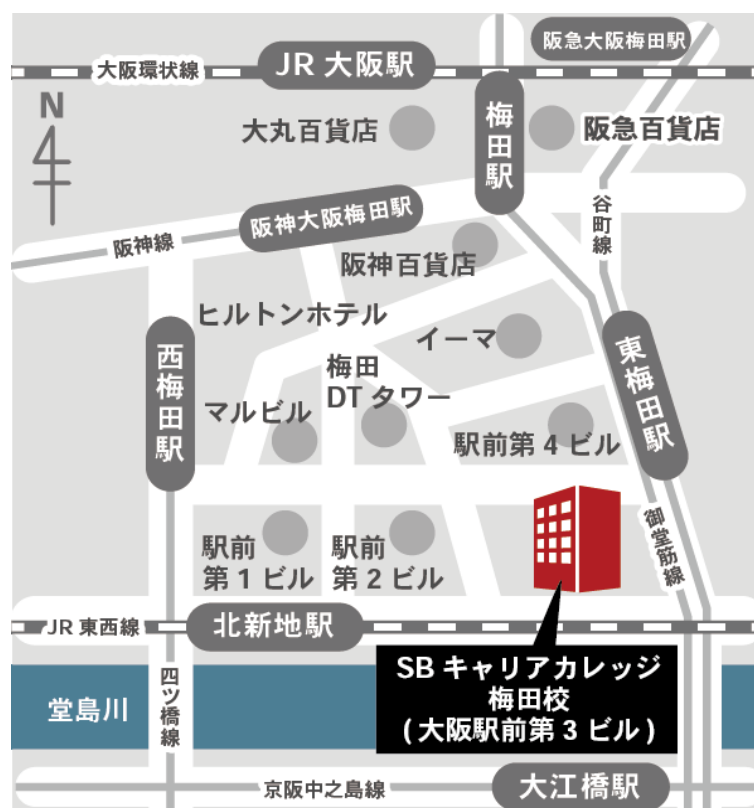 阪急大阪梅田駅
大阪環状線
JR 大阪駅
N
大丸百貨店
梅田駅
阪急百貨店
谷町線
阪神大阪梅田駅
阪神線
阪神百貨店
ヒルトンホテル
イーマ
西梅田駅
梅田
DT タワー
東梅田駅
マルビル
駅前第 4 ビル
御堂筋線
駅前
第 1 ビル
駅前
第 2 ビル
JR 東西線
北新地駅
SB キャリアカレッジ
梅田校
( 大阪駅前第 3 ビル )
堂島川
四ツ橋線
京阪中之島線
大江橋駅